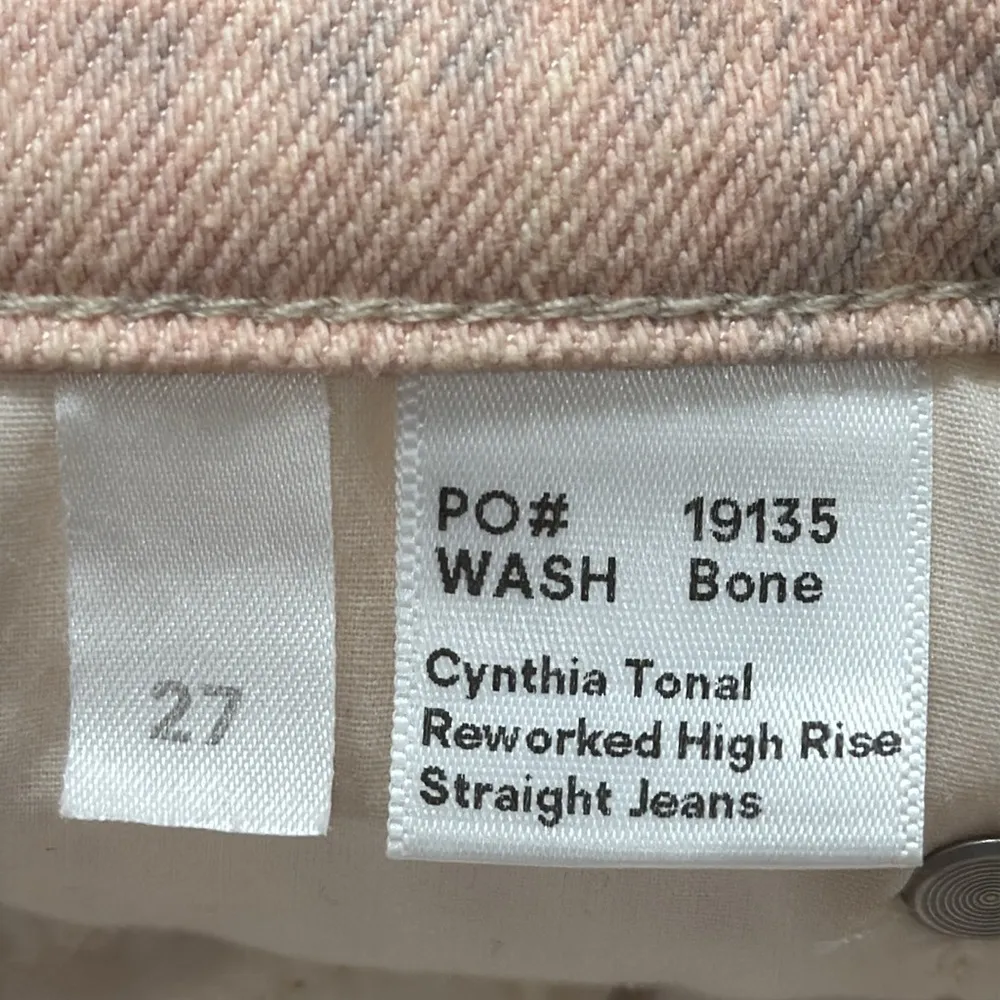 27
PO# 19135
WASH Bone
Cynthia Tonal
Reworked High Rise
Straight Jeans